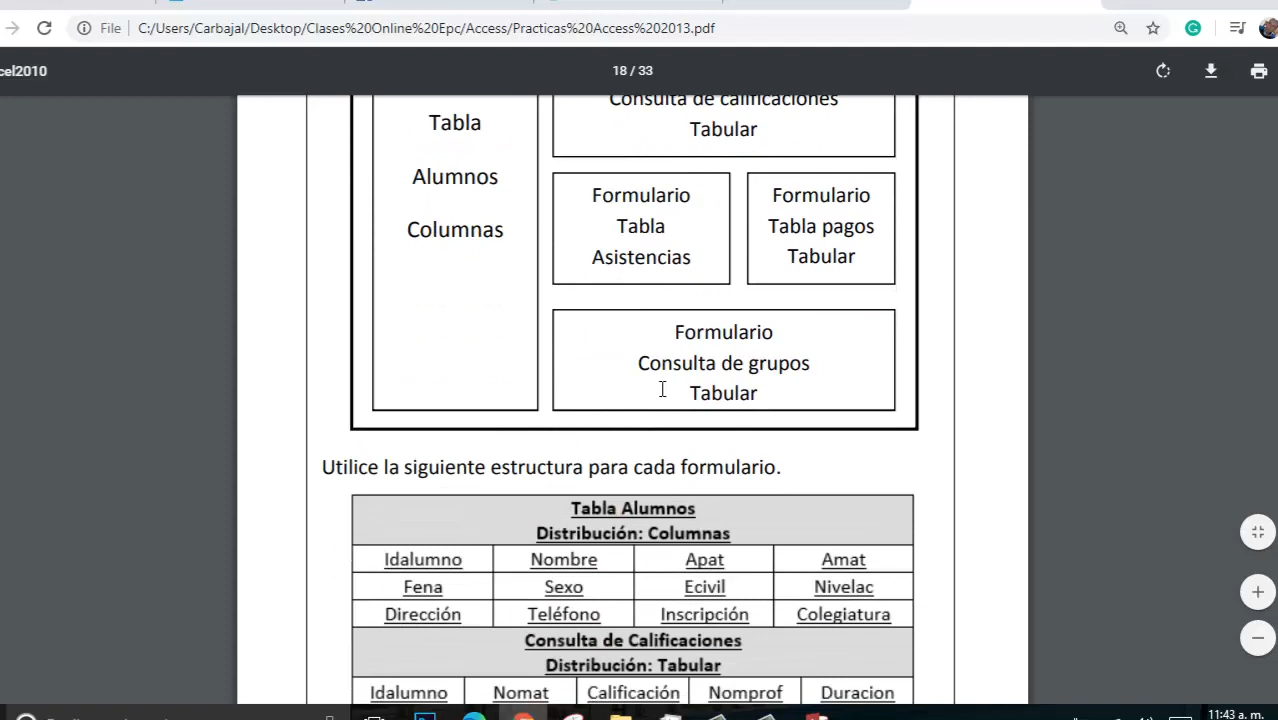 File
C:/Users/Carbajal/Desktop/Clases%20Online%20Epc/Access/Practicas%20Access%202013.pdf
cel2010
18 / 33
Consulta de calificaciones
Tabular
Tabla
Alumnos
Columnas
Formulario
Tabla
Asistencias
Formulario
Tabla pagos
Tabular
Formulario
Consulta de grupos
Tabular
Utilice la siguiente estructura para cada formulario.
Tabla Alumnos
Distribución: Columnas
Idalumno Nombre Apat Amat
Fena Sexo Ecivil Nivelac
Dirección Teléfono Inscripción Colegiatura
Consulta de Calificaciones
Distribución: Tabular
Idalumno Nomat Calificación Nomprof Duracion
11:43 a. m.